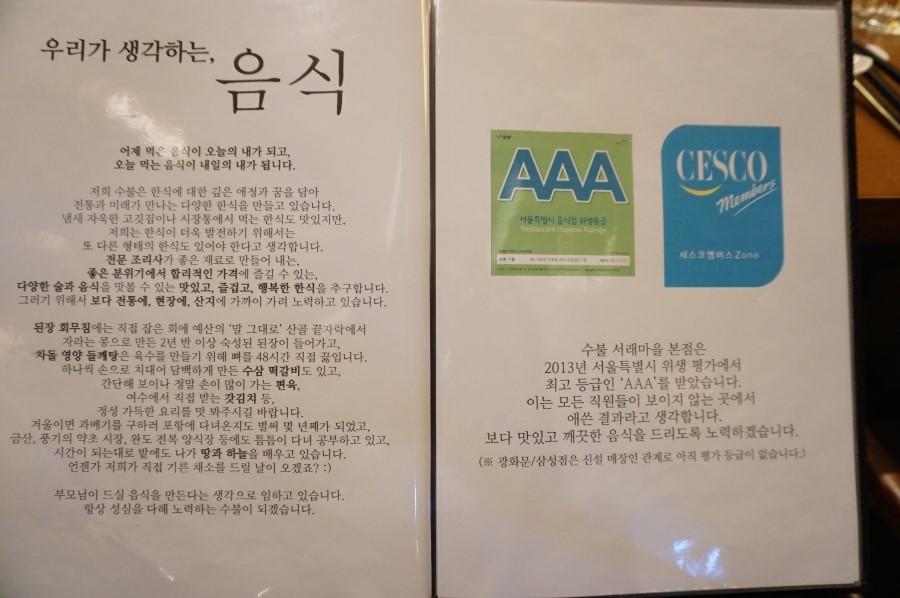 우리가 생각하는,
음식
어제 먹은 음식이 오늘의 내가 되고,
오늘 먹는 음식이 내일의 내가 됩니다.
저희 수불은 한식에 대한 깊은 애정과 꿈을 담아
전통과 미래가 만나는 다양한 한식을 만들고 있습니다.
냄새 자욱한 고깃집이나 시장통에서 먹는 한식도 맛있지만,
저희는 한식이 더욱 발전하기 위해서는
또 다른 형태의 한식도 있어야 한다고 생각합니다.
전문 조리사가 좋은 재료로 만들어 내는,
좋은 분위기에서 합리적인 가격에 즐길 수 있는,
다양한 술과 음식을 맛볼 수 있는 맛있고, 즐겁고, 행복한 한식을 추구합니다.
그러기 위해서 보다 전통에, 현장에, 산지에 가까이 가려 노력하고 있습니다.
된장 회무침에는 직접 잡은 회에 예산의 '말 그대로' 산골 끝자락에서
자라는 콩으로 만든 2년 반 이상 숙성된 된장이 들어가고,
차돌 영양 들깨탕은 육수를 만들기 위해 뼈를 48시간 직접 끓입니다.
하나씩 손으로 치대어 담백하게 만든 수삼 떡갈비도 있고,
간단해 보이나 정말 손이 많이 가는 편육,
여수에서 직접 받는 갓김치 등,
정성 가득한 요리를 맛 봐주시길 바랍니다.
겨울이면 과메기를 구하러 포항에 다녀온지도 벌써 몇 년째가 되었고,
금산, 풍기의 약초 시장, 완도 전복 양식장 등에도 틈틈이 다녀 공부하고 있고,
시간이 되는대로 밭에도 나가 땅과 하늘을 배우고 있습니다.
언젠가 저희가 직접 기른 채소를 드릴 날이 오겠죠? :)
부모님이 드실 음식을 만든다는 생각으로 임하고 있습니다.
항상 성심을 다해 노력하는 수불이 되겠습니다.
AAA
서울특별시 음식점 위생등급
Restaurant Hygiene Ratings
CESCO
Members
세스코멤버스 Zone
수불 서래마을 본점은
2013년 서울특별시 위생 평가에서
최고 등급인 'AAA'를 받았습니다.
이는 모든 직원들이 보이지 않는 곳에서
애쓴 결과라고 생각합니다.
보다 맛있고 깨끗한 음식을 드리도록 노력하겠습니다.
(※ 광화문/삼성점은 신설 매장인 관계로 아직 평가 등급이 없습니다.)